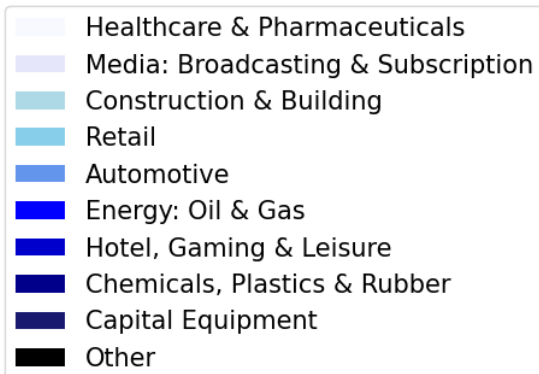 Healthcare & Pharmaceuticals
Media: Broadcasting & Subscription
Construction & Building
Retail
Automotive
Energy: Oil & Gas
Hotel, Gaming & Leisure
Chemicals, Plastics & Rubber
Capital Equipment
Other